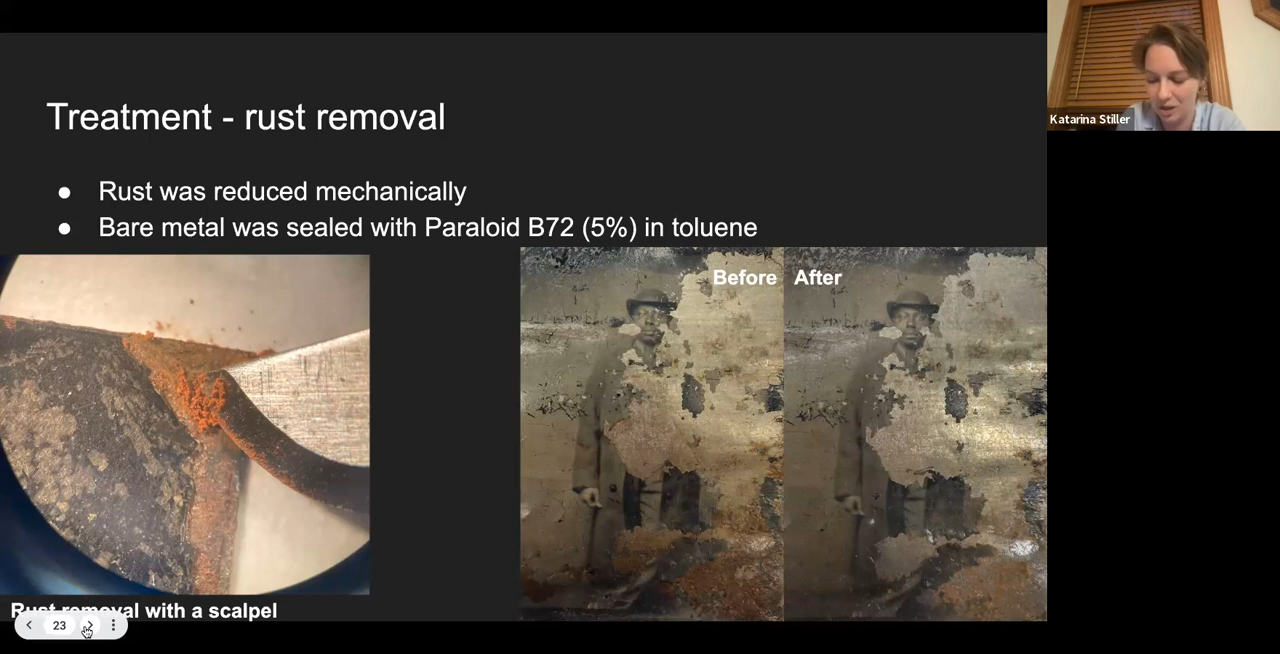 Treatment - rust removal
● Rust was reduced mechanically
● Bare metal was sealed with Paraloid B72 (5%) in toluene
Before After
Rust removal with a scalpel
23
Katarina Stiller